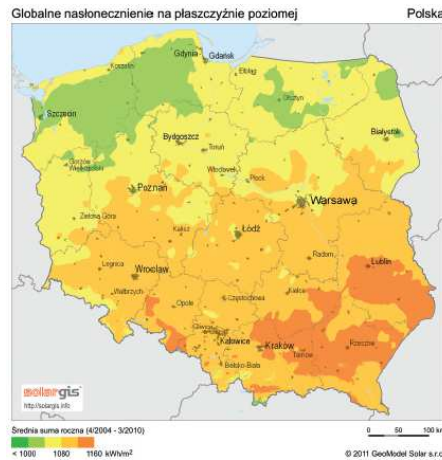 Globalne nasłonecznienie na płaszczyźnie poziomej
Polska
Gdynia
Gdańsk
Koszalin
Elbląg
Olsztyn
Szczecin
Białystok
Bydgoszcz
Toruń
Gorzów
Wielkopolski
Włocławek
Płock
Poznań
Warsawa
Zielona Góra
Kalisz
Łódź
Radom
Lublin
Legnica
Wrocław
Wałbrzych
Opole
Częstochowa
Kielce
Gliwice
Katowice
Kraków
Tarnów
Rzeszów
Bielsko-Biała
solargis
http://solargis.info
Średnia suma roczna (4/2004 - 3/2010)
0 50 100 km
< 1000 1080 1160 kWh/m²
© 2011 GeoModel Solar s.r.o.